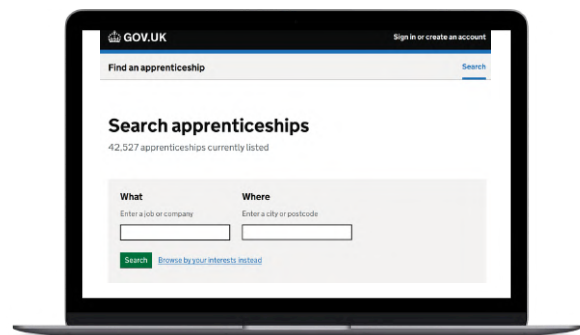 GOV.UK
Sign in or create an account
Find an apprenticeship
Search
Search apprenticeships
42,527 apprenticeships currently listed
What
Where
Enter a job or company
Enter a city or postcode
Search
Browse by your interests instead